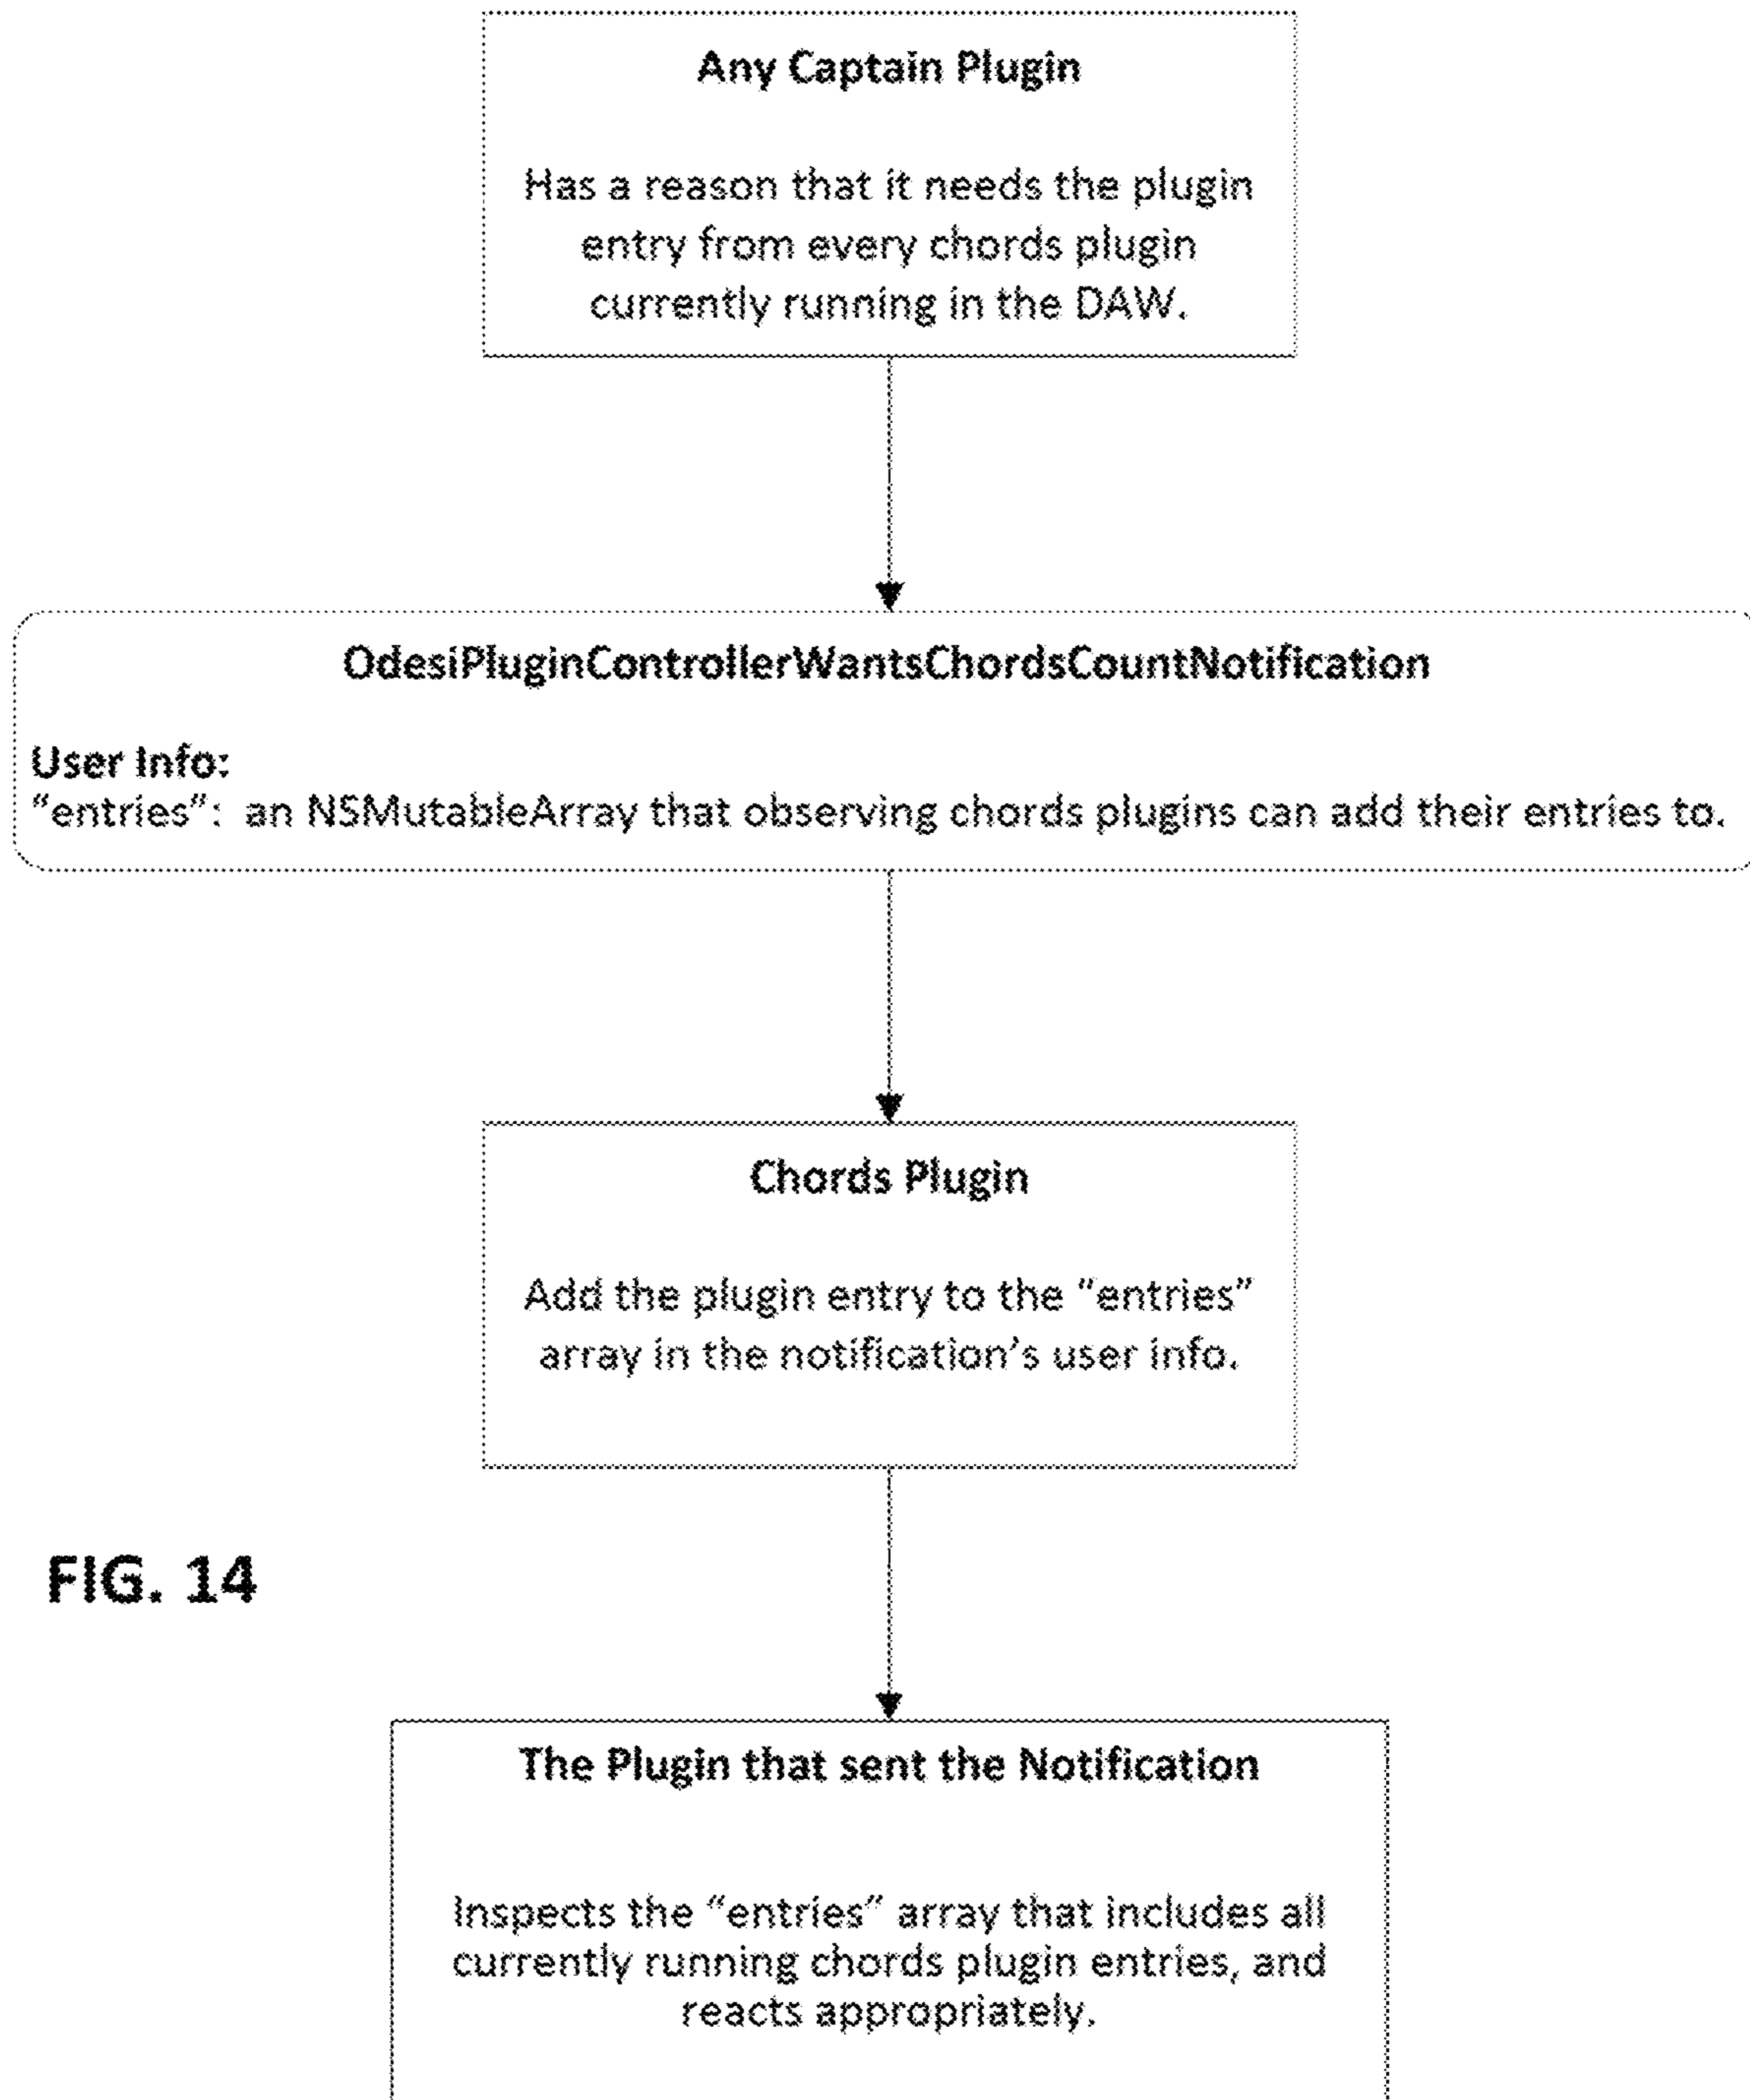 Any Captain Plugin
Has a reason that it needs the plugin
entry from every chords plugin
currently running in the DAW.
OdesiPluginControllerWantsChordsCountNotification
User Info:
“entries”:  an NSMutableArray that observing chords plugins can add their entries to.
Chords Plugin
Add the plugin entry to the “entries”
array in the notification’s user info.
FIG. 14
The Plugin that sent the Notification
Inspects the “entries” array that includes all
currently running chords plugin entries, and
reacts appropriately.